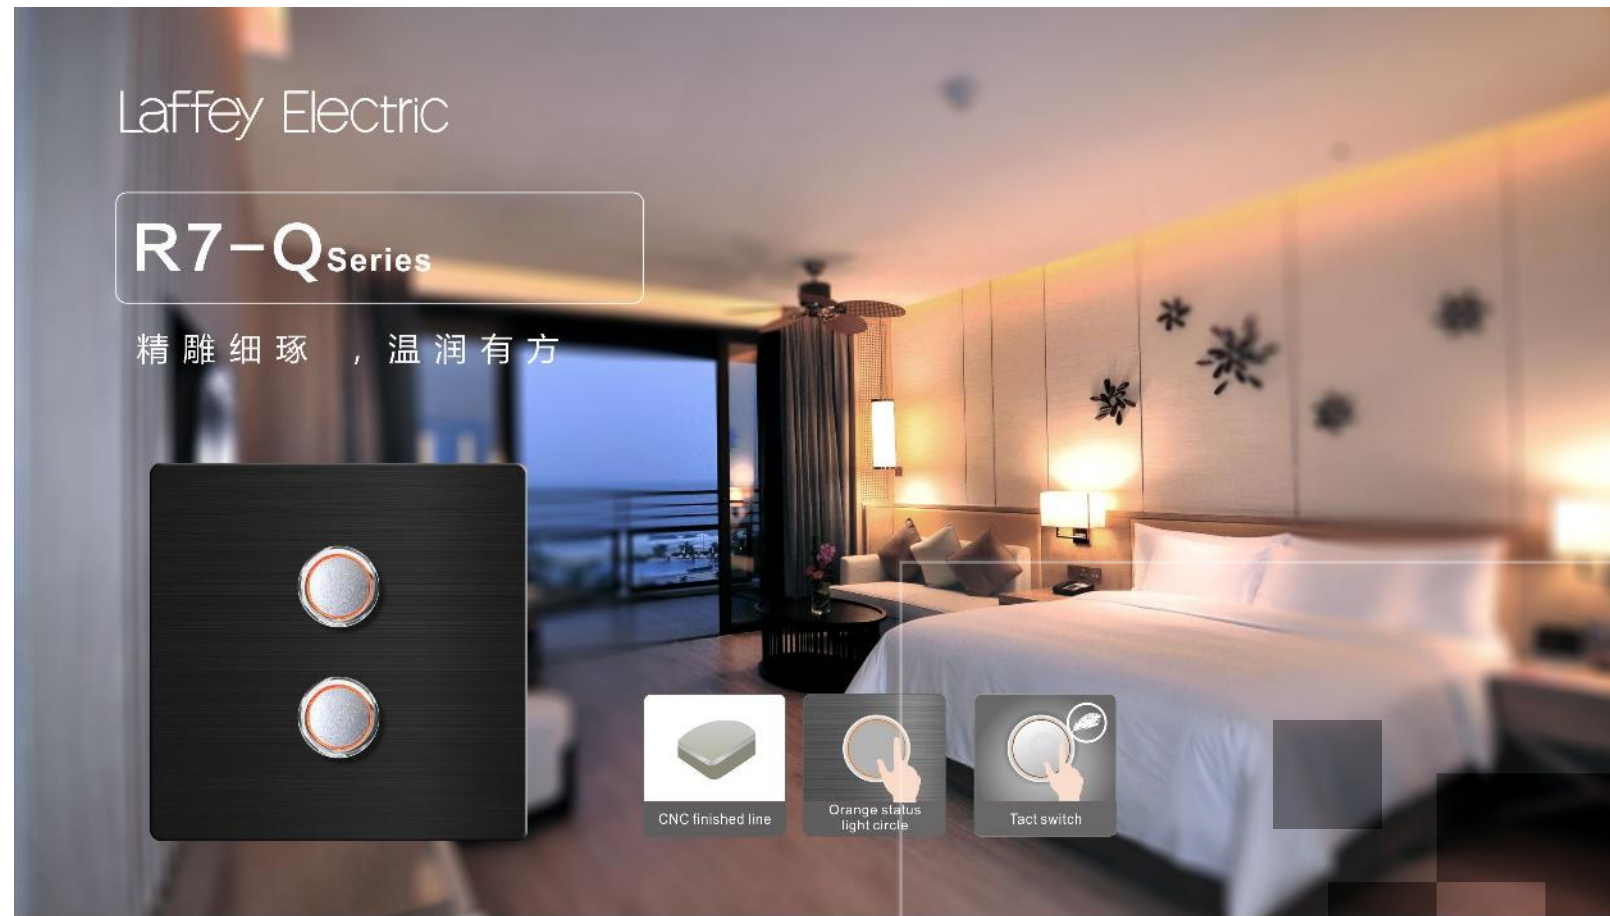 Laffey Electric
R7-Q Series
精雕细琢 ，温润有方
CNC finished line
Orange status
light circle
Tact switch